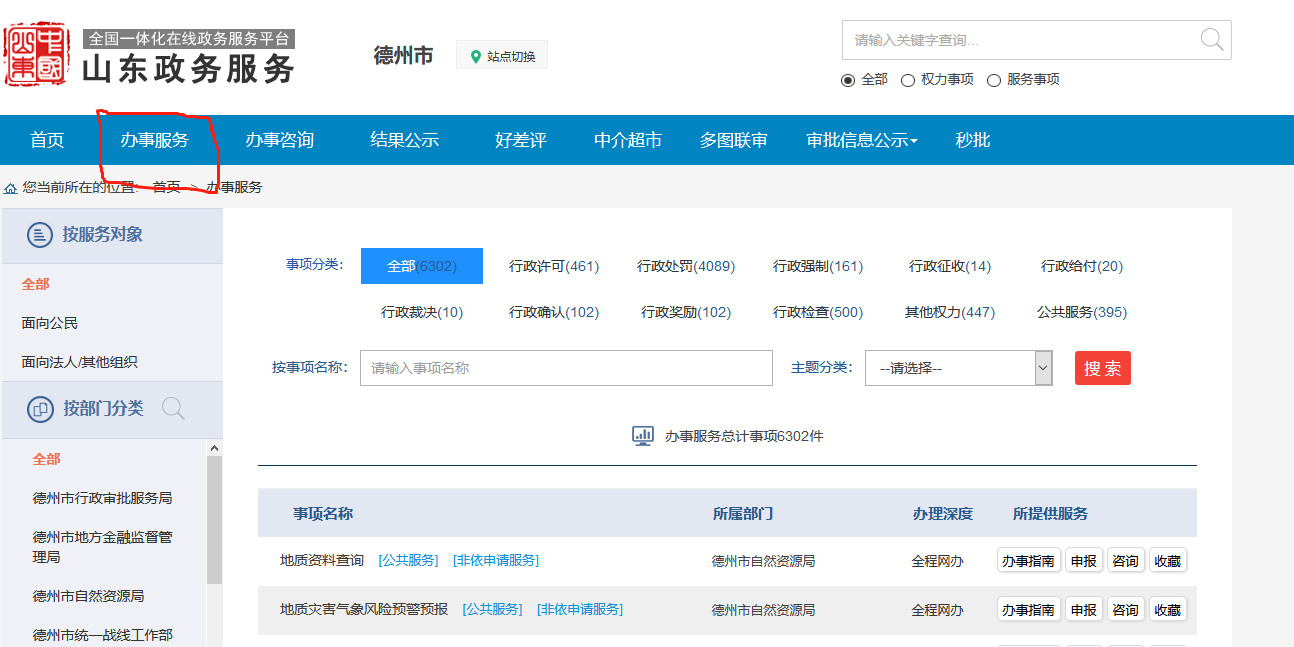 山東中國
全国一体化在线政务服务平台
山东政务服务
德州市
站点切换
请输入关键字查询...
全部 权力事项 服务事项
首页 办事服务 办事咨询 结果公示 好差评 中介超市 多图联审 审批信息公示 秒批
您当前所在的位置: 首页 > 办事服务
按服务对象
全部
面向公民
面向法人/其他组织
按部门分类
全部
德州市行政审批服务局
德州市地方金融监督管
理局
德州市自然资源局
德州市统一战线工作部
事项分类: 全部(6302) 行政许可(461) 行政处罚(4089) 行政强制(161) 行政征收(14) 行政给付(20)
行政裁决(10) 行政确认(102) 行政奖励(102) 行政检查(500) 其他权力(447) 公共服务(395)
按事项名称: 请输入事项名称 主题分类: --请选择-- 搜 索
办事服务总计事项6302件
事项名称 所属部门 办理深度 所提供服务
地质资料查询 [公共服务] [非依申请服务] 德州市自然资源局 全程网办 办事指南 申报 咨询 收藏
地质灾害气象风险预警预报 [公共服务] [非依申请服务] 德州市自然资源局 全程网办 办事指南 申报 咨询 收藏